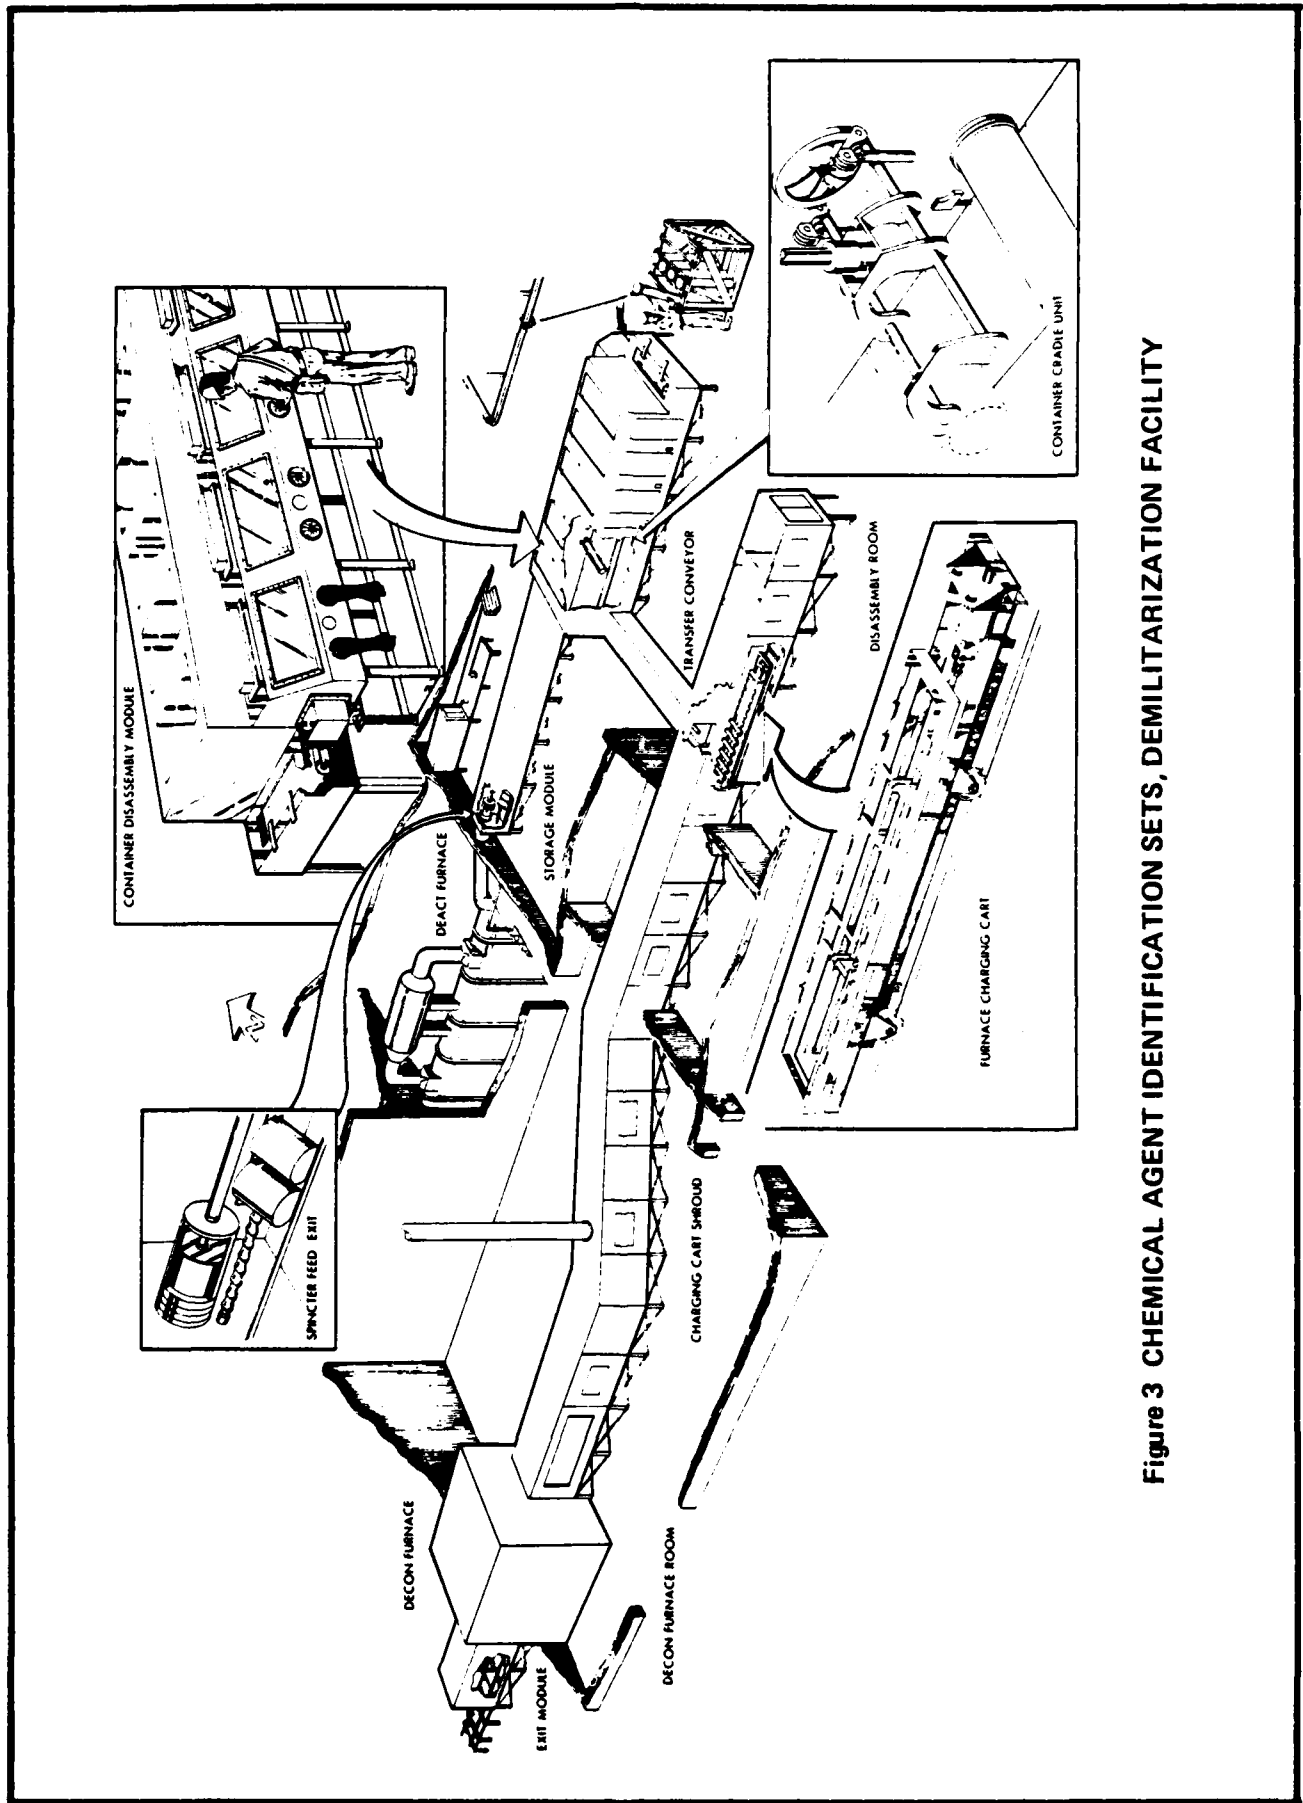 CONTAINER DISASSEMBLY MODULE
SPINCTER FEED EXIT
DEACT FURNACE
DECON FURNACE
STORAGE MODULE
EXIT MODULE
DECON FURNACE ROOM
CHARGING CART SHROUD
TRANSFER CONVEYOR
DISASSEMBLY ROOM
FURNACE CHARGING CART
CONTAINER CRADLE UNIT
Figure 3 CHEMICAL AGENT IDENTIFICATION SETS, DEMILITARIZATION FACILITY